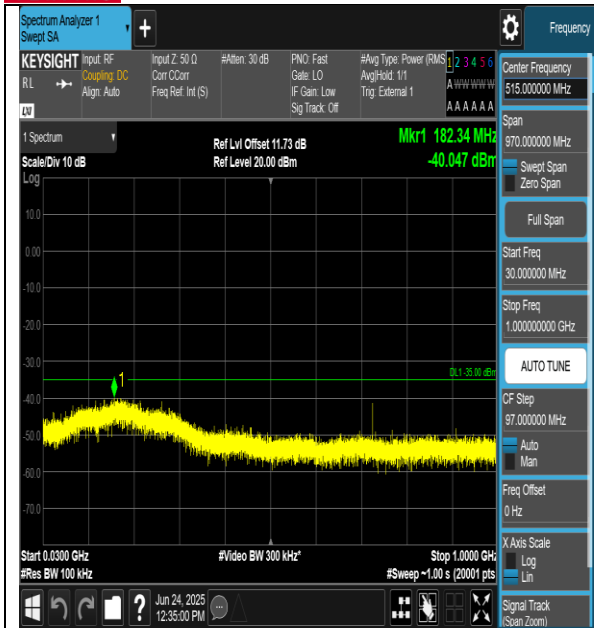 Spectrum Analyzer 1
Swept SA
+
Frequency
KEYSIGHT
RL
LXI
Input: RF
Coupling: DC
Align: Auto
Input Z: 50 Ω
Corr CCorr
Freq Ref: Int (S)
#Atten: 30 dB
PNO: Fast
Gate: LO
IF Gain: Low
Sig Track: Off
#Avg Type: Power (RMS
Avg|Hold: 1/1
Trig: External 1
1 2 3 4 5 6
A W W W W W
A A A A A A
1 Spectrum
Scale/Div 10 dB
Log
Ref Lvl Offset 11.73 dB
Ref Level 20.00 dBm
Mkr1 182.34 MHz
-40.047 dBm
10.0
0.00
-10.0
-20.0
-30.0
-40.0
-50.0
-60.0
-70.0
1
DL1 -35.00 dBm
Start 0.0300 GHz
#Res BW 100 kHz
#Video BW 300 kHz*
Stop 1.0000 GHz
#Sweep ~1.00 s (20001 pts
Center Frequency
515.000000 MHz
Span
970.000000 MHz
Swept Span
Zero Span
Full Span
Start Freq
30.000000 MHz
Stop Freq
1.000000000 GHz
AUTO TUNE
CF Step
97.000000 MHz
Auto
Man
Freq Offset
0 Hz
X Axis Scale
Log
Lin
Signal Track
(Span Zoom)
?
Jun 24, 2025
12:35:00 PM